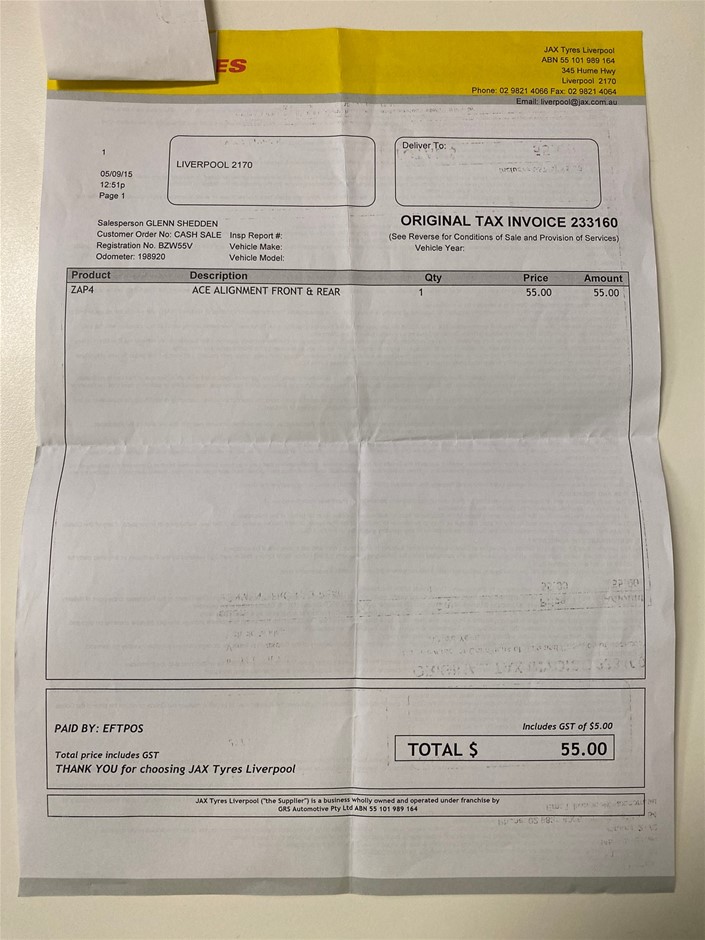 ES
JAX Tyres Liverpool
ABN 55 101 989 164
345 Hume Hwy
Liverpool 2170
Phone: 02 9821 4066 Fax: 02 9821 4064
Email: liverpool@jax.com.au
1
LIVERPOOL 2170
Deliver To:
05/09/15
12:51p
Page 1
Salesperson GLENN SHEDDEN
ORIGINAL TAX INVOICE 233160
Customer Order No: CASH SALE Insp Report #:
(See Reverse for Conditions of Sale and Provision of Services)
Registration No. BZW55V Vehicle Make: Vehicle Year:
Odometer: 198920 Vehicle Model:
Product Description Qty Price Amount
ZAP4 ACE ALIGNMENT FRONT & REAR 1 55.00 55.00
PAID BY: EFTPOS
Includes GST of $5.00
Total price includes GST
TOTAL $ 55.00
THANK YOU for choosing JAX Tyres Liverpool
JAX Tyres Liverpool ("the Supplier") is a business wholly owned and operated under franchise by
GRS Automotive Pty Ltd ABN 55 101 989 164